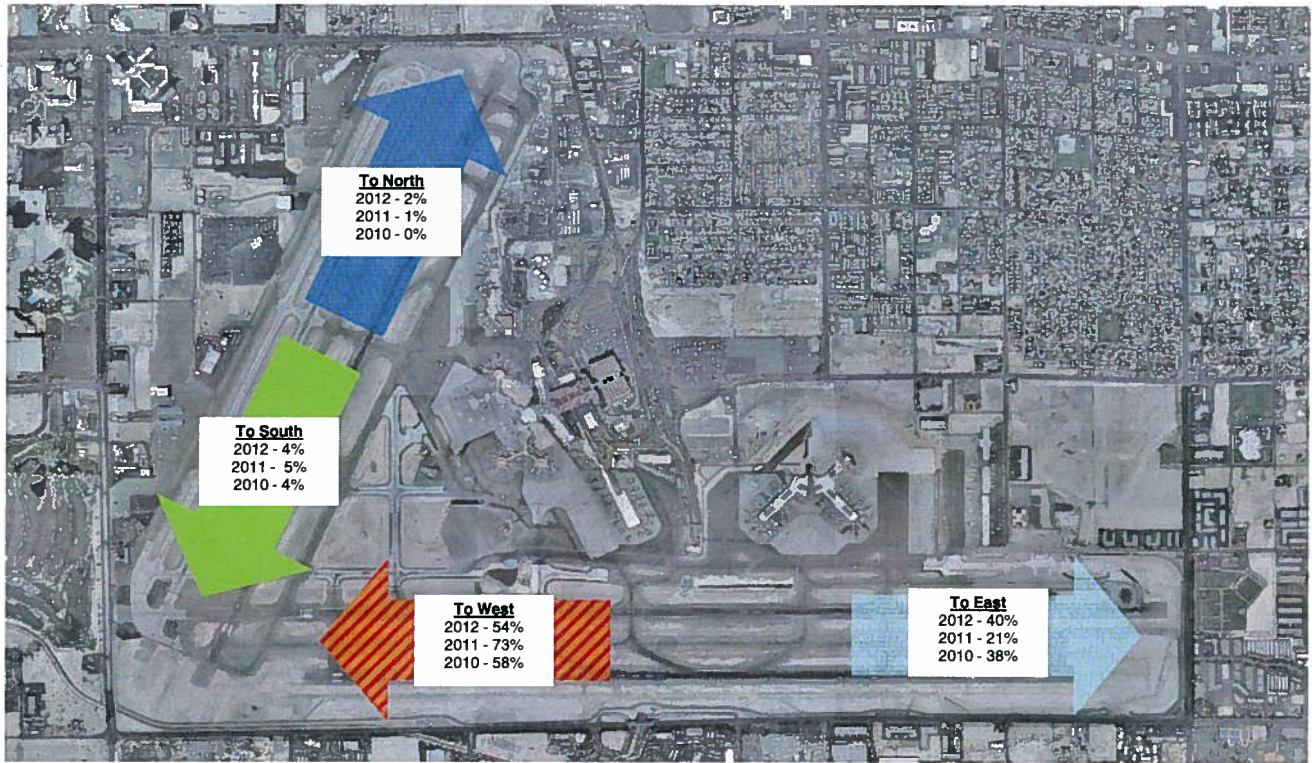 To North
2012 - 2%
2011 - 1%
2010 - 0%
To South
2012 - 4%
2011 - 5%
2010 - 4%
To West
2012 - 54%
2011 - 73%
2010 - 58%
To East
2012 - 40%
2011 - 21%
2010 - 38%